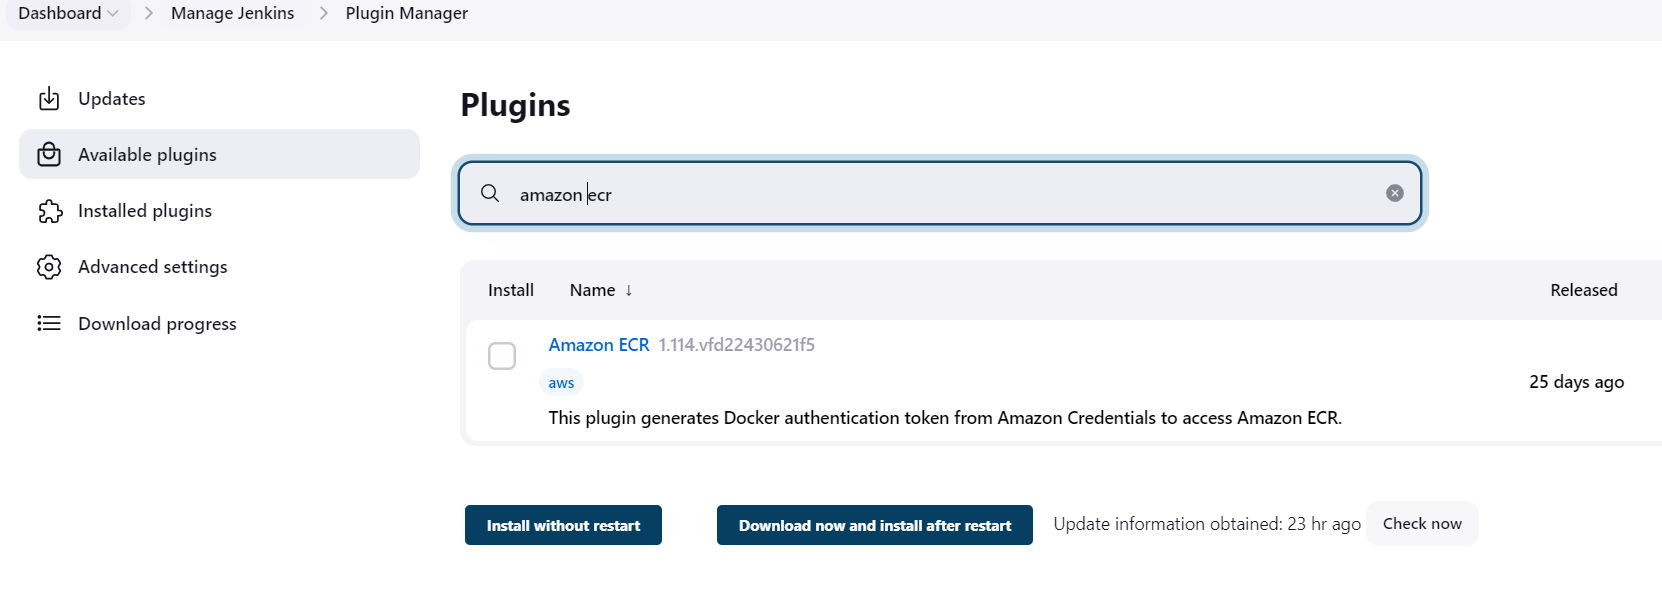 Dashboard Manage Jenkins Plugin Manager
Updates
Available plugins
Installed plugins
Advanced settings
Download progress
Plugins
amazon ecr
Install Name ↓ Released
Amazon ECR 1.114.vfd22430621f5
aws
25 days ago
This plugin generates Docker authentication token from Amazon Credentials to access Amazon ECR.
Install without restart Download now and install after restart Update information obtained: 23 hr ago Check now